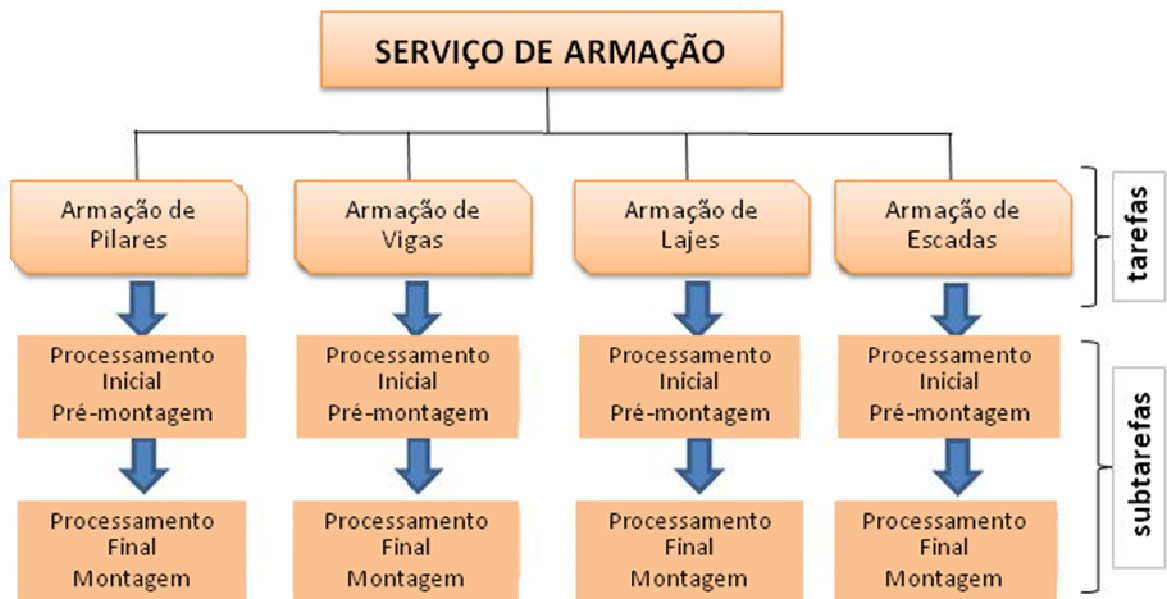 SERVIÇO DE ARMAÇÃO
Armação de
Pilares
Armação de
Vigas
Armação de
Lajes
Armação de
Escadas
tarefas
Processamento
Inicial
Pré-montagem
Processamento
Inicial
Pré-montagem
Processamento
Inicial
Pré-montagem
Processamento
Inicial
Pré-montagem
subtarefas
Processamento
Final
Montagem
Processamento
Final
Montagem
Processamento
Final
Montagem
Processamento
Final
Montagem